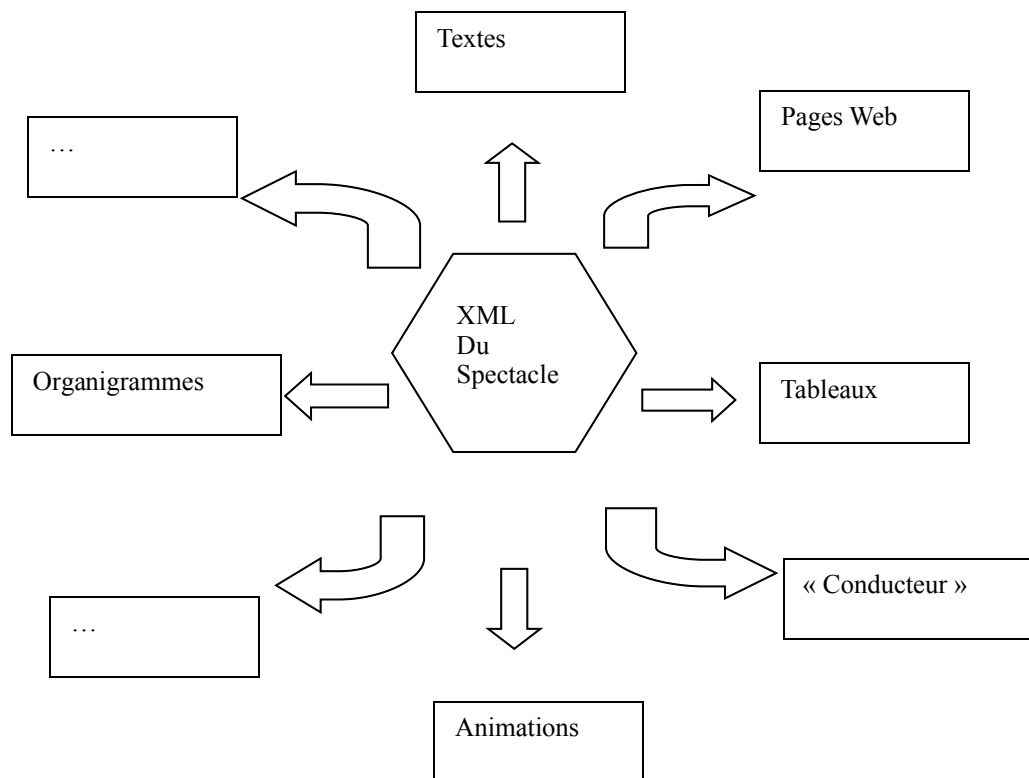 Textes
Pages Web
…
XML
Du
Spectacle
Organigrammes
Tableaux
« Conducteur »
…
Animations